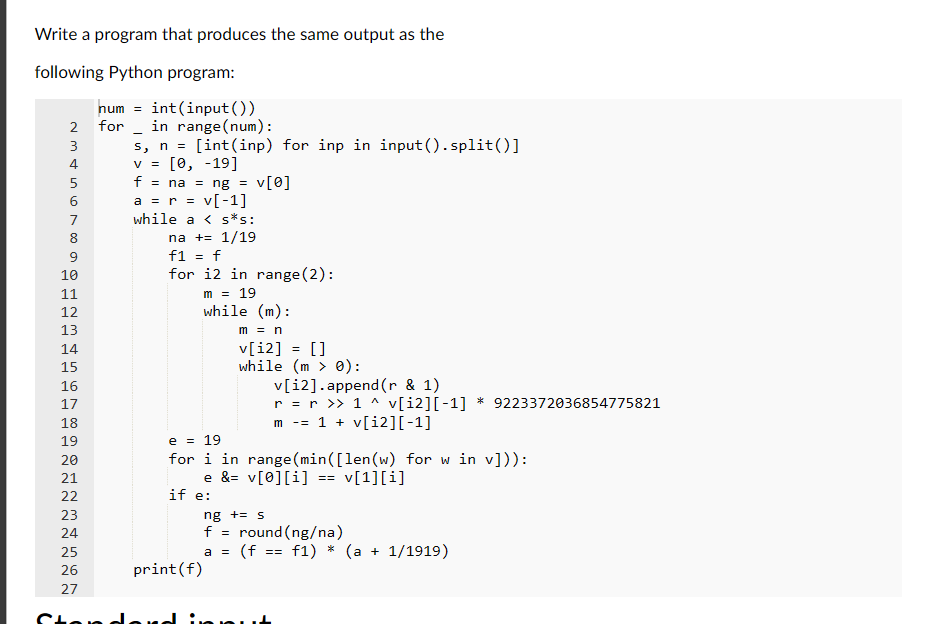 Write a program that produces the same output as the
following Python program:
num = int(input())
2 for _ in range(num):
3 s, n = [int(inp) for inp in input().split()]
4 v = [0, -19]
5 f = na = ng = v[0]
6 a = r = v[-1]
7 while a < s*s:
8 na += 1/19
9 f1 = f
10 for i2 in range(2):
11 m = 19
12 while (m):
13 m = n
14 v[i2] = []
15 while (m > 0):
16 v[i2].append(r & 1)
17 r = r >> 1 ^ v[i2][-1] * 9223372036854775821
18 m -= 1 + v[i2][-1]
19 e = 19
20 for i in range(min([len(w) for w in v])):
21 e &= v[0][i] == v[1][i]
22 if e:
23 ng += s
24 f = round(ng/na)
25 a = (f == f1) * (a + 1/1919)
26 print(f)
27
Standard input